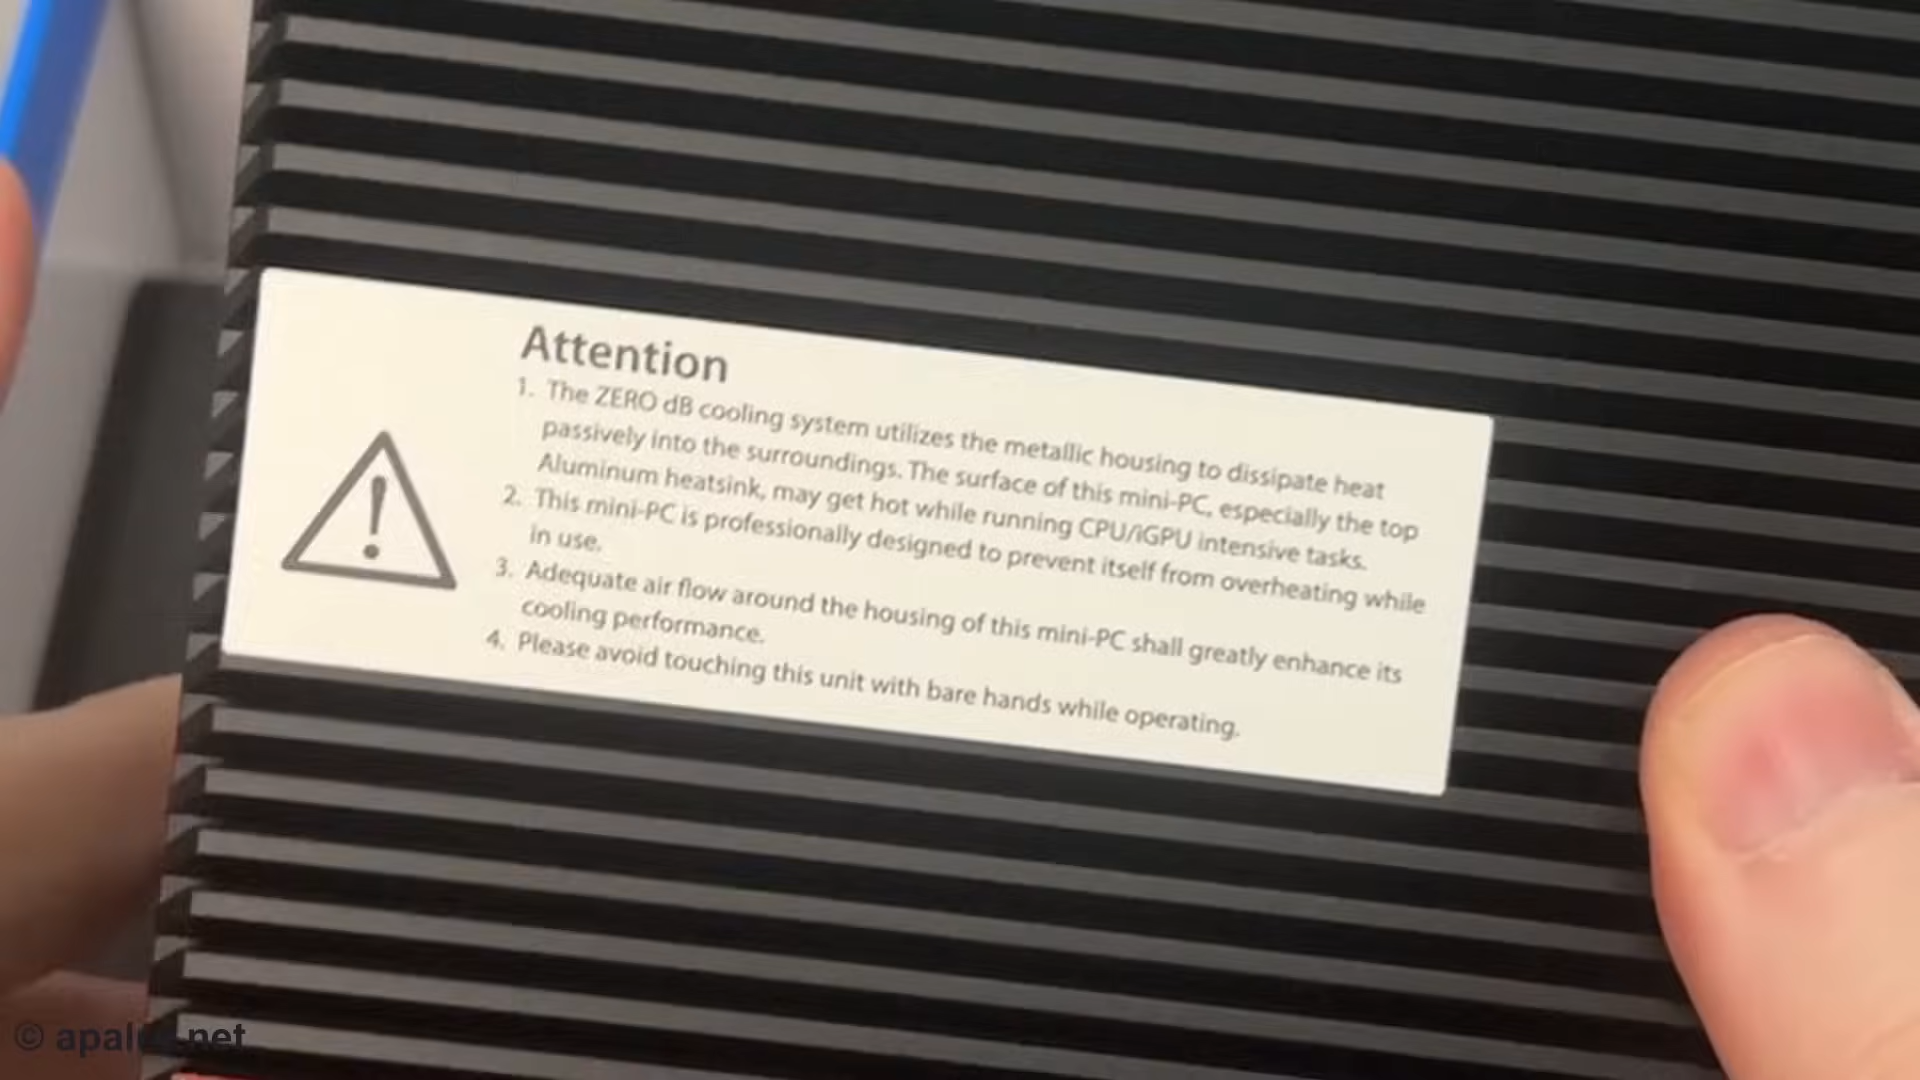 Attention
1. The ZERO dB cooling system utilizes the metallic housing to dissipate heat
passively into the surroundings. The surface of this mini-PC, especially the top
Aluminum heatsink, may get hot while running CPU/iGPU intensive tasks.
2. This mini-PC is professionally designed to prevent itself from overheating while
in use.
3. Adequate air flow around the housing of this mini-PC shall greatly enhance its
cooling performance.
4. Please avoid touching this unit with bare hands while operating.